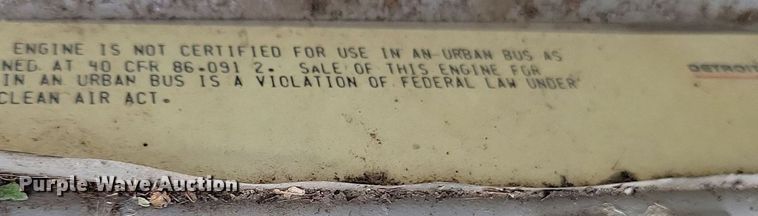 ENGINE IS NOT CERTIFIED FOR USE IN AN URBAN BUS AS
NED AT 40 CFR 86.091 2. SALE OF THIS ENGINE FOR
IN AN URBAN BUS IS A VIOLATION OF FEDERAL LAW UNDER
CLEAN AIR ACT.
DETROIT
Purple Wave Auction